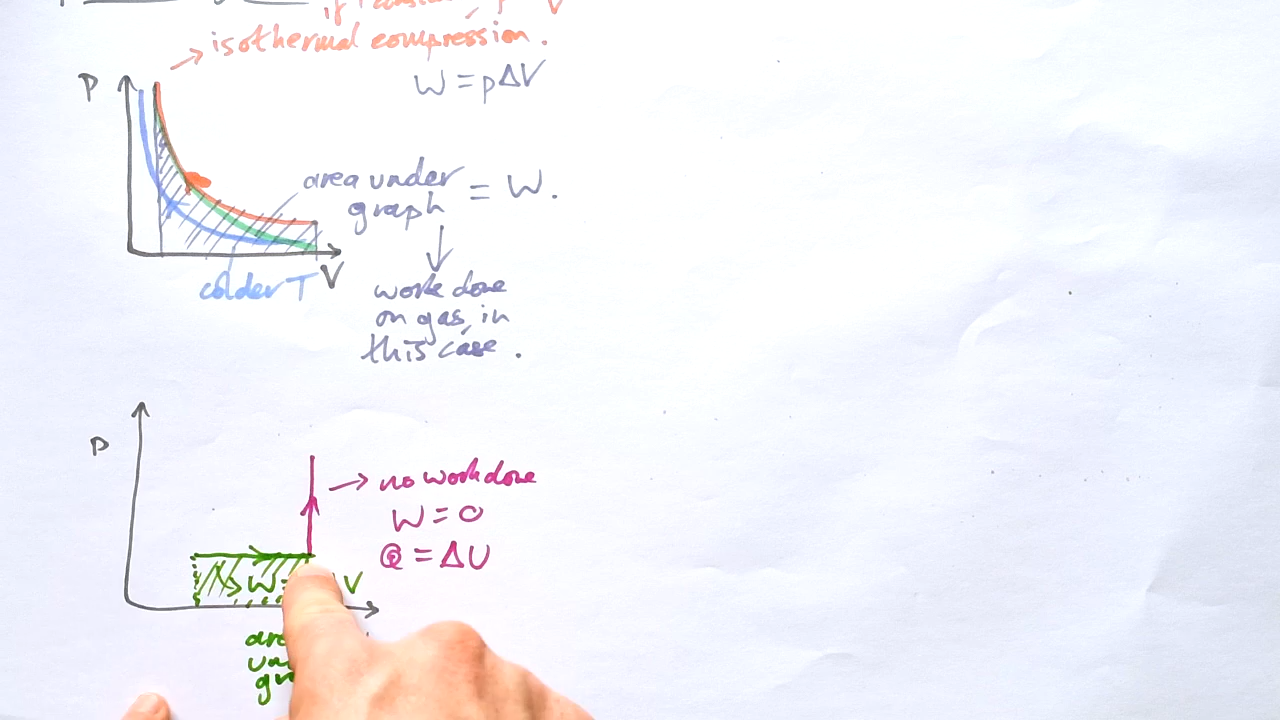 isothermal compression.
W = pΔV
P
area under
graph = W.
V
colder T
work done
on gas, in
this case.
P
no work done
W = 0
Q = ΔU
W = V